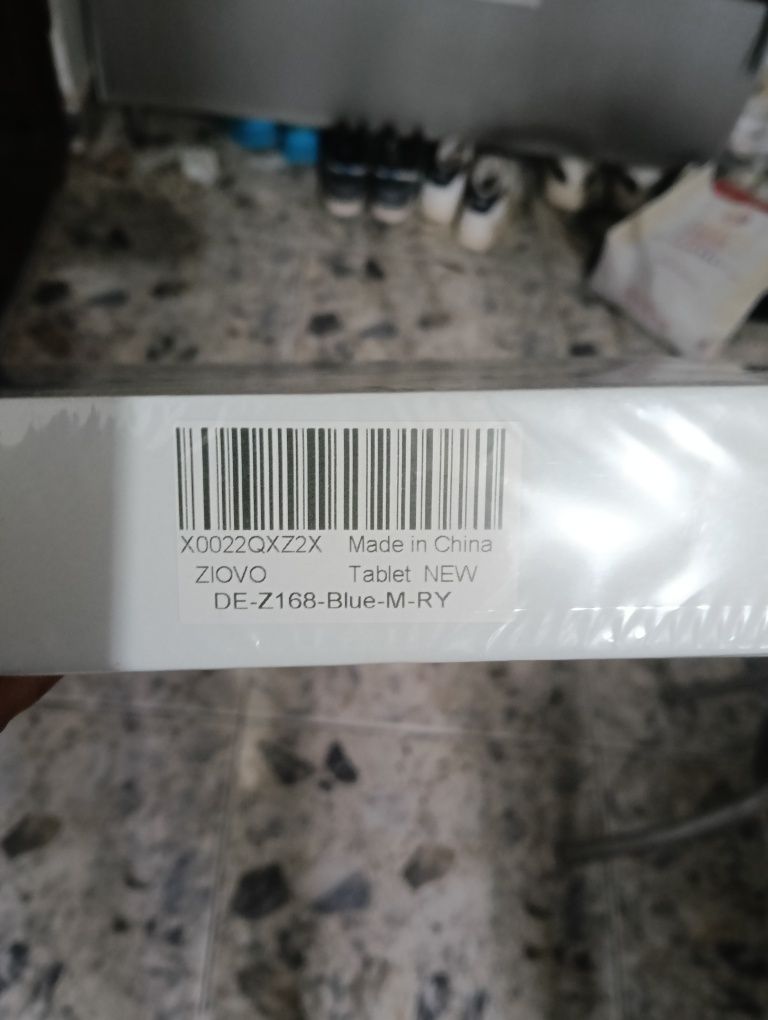 X0022QXZ2X Made in China
ZIOVO Tablet NEW
DE-Z168-Blue-M-RY